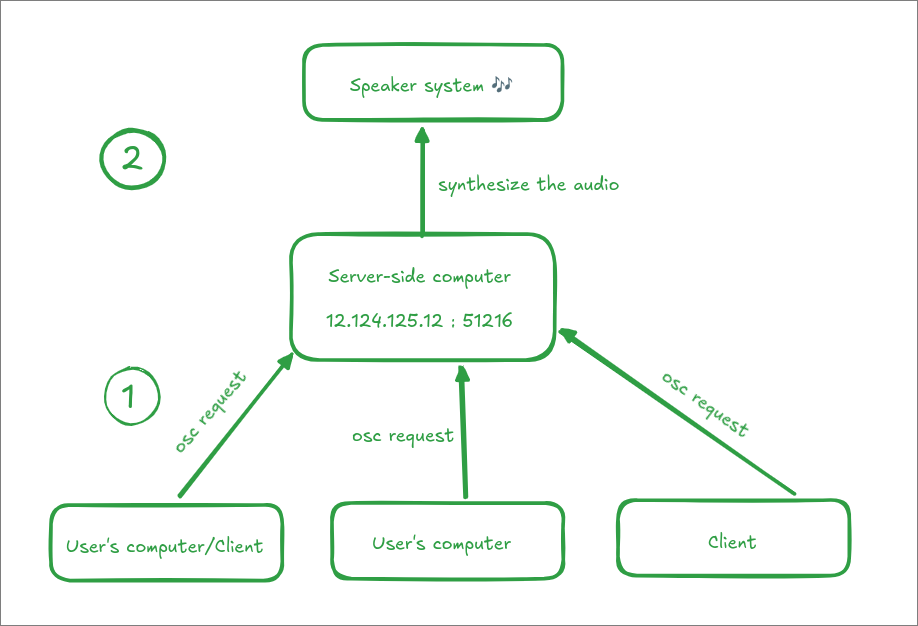 Speaker system 🎶
2
synthesize the audio
Server-side computer
12.124.125.12 : 51216
1
osc request
osc request
osc request
User's computer/Client
User's computer
Client